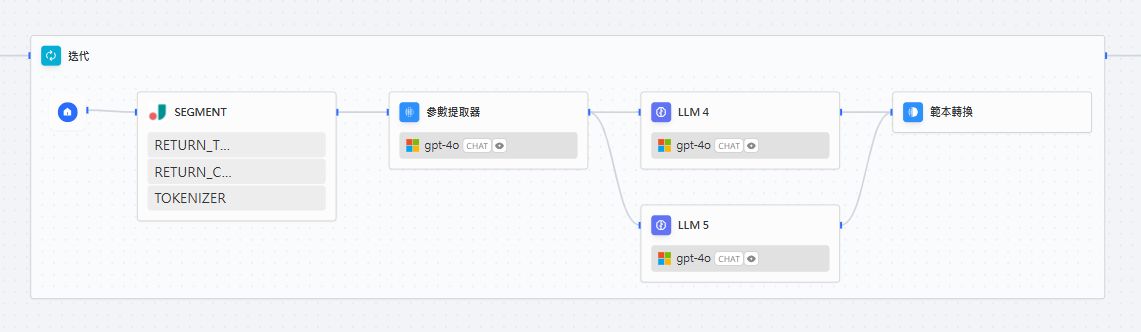 迭代
SEGMENT
RETURN_T...
RETURN_C...
TOKENIZER
參數提取器
gpt-4o CHAT
LLM 4
gpt-4o CHAT
LLM 5
gpt-4o CHAT
範本轉換